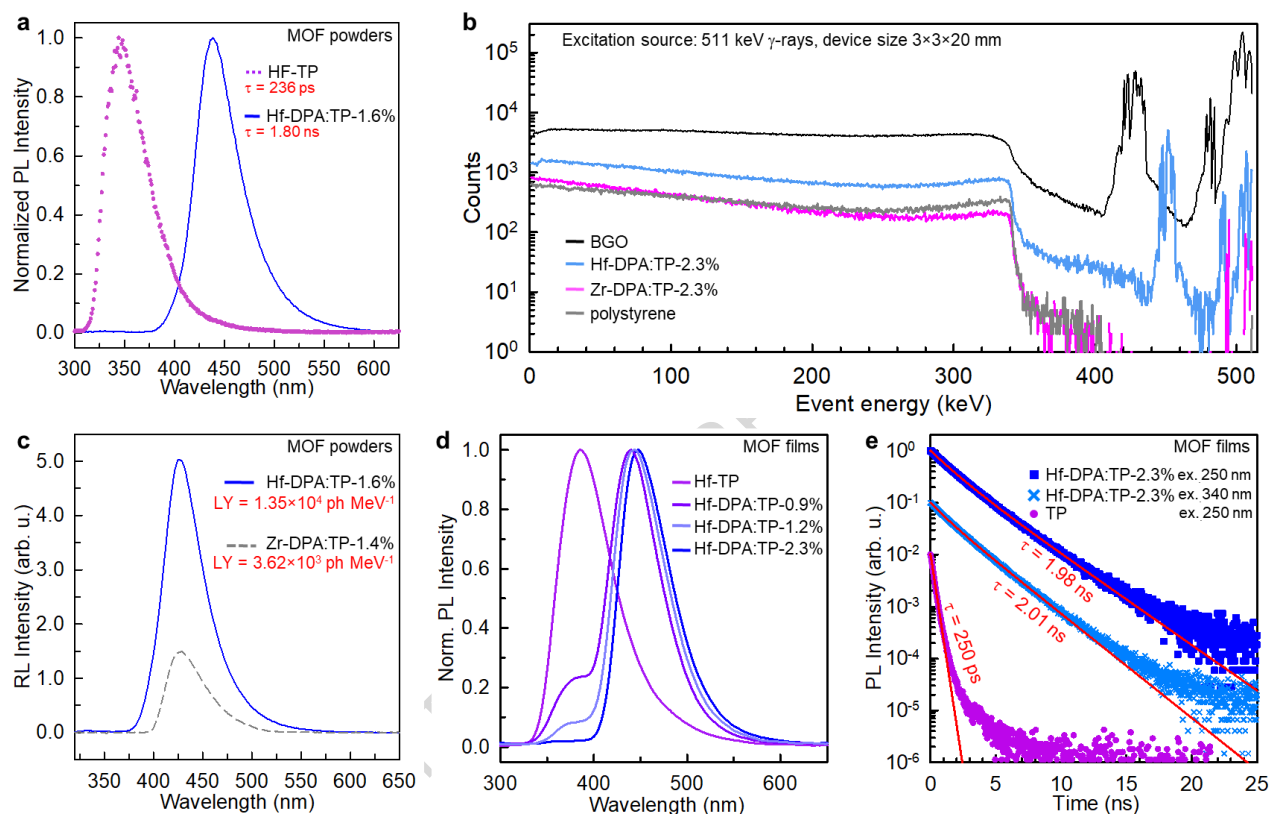 a
MOF powders
HF-TP
τ = 236 ps
Hf-DPA:TP-1.6%
τ = 1.80 ns
Normalized PL Intensity
1.0
0.8
0.6
0.4
0.2
0.0
300 350 400 450 500 550 600
Wavelength (nm)
b
Excitation source: 511 keV γ-rays, device size 3×3×20 mm
Counts
10⁵
10⁴
10³
10²
10¹
10⁰
BGO
Hf-DPA:TP-2.3%
Zr-DPA:TP-2.3%
polystyrene
0 100 200 300 400 500
Event energy (keV)
c
MOF powders
Hf-DPA:TP-1.6%
LY = 1.35×10⁴ ph MeV⁻¹
Zr-DPA:TP-1.4%
LY = 3.62×10³ ph MeV⁻¹
RL Intensity (arb. u.)
5.0
4.0
3.0
2.0
1.0
0.0
350 400 450 500 550 600 650
Wavelength (nm)
d
MOF films
Hf-TP
Hf-DPA:TP-0.9%
Hf-DPA:TP-1.2%
Hf-DPA:TP-2.3%
Norm. PL Intensity
1.0
0.8
0.6
0.4
0.2
0.0
300 400 500 600
Wavelength (nm)
e
MOF films
Hf-DPA:TP-2.3% ex. 250 nm
Hf-DPA:TP-2.3% ex. 340 nm
TP ex. 250 nm
τ = 1.98 ns
τ = 2.01 ns
τ = 250 ps
PL Intensity (arb. u.)
10⁰
10⁻¹
10⁻²
10⁻³
10⁻⁴
10⁻⁵
10⁻⁶
0 5 10 15 20 25
Time (ns)